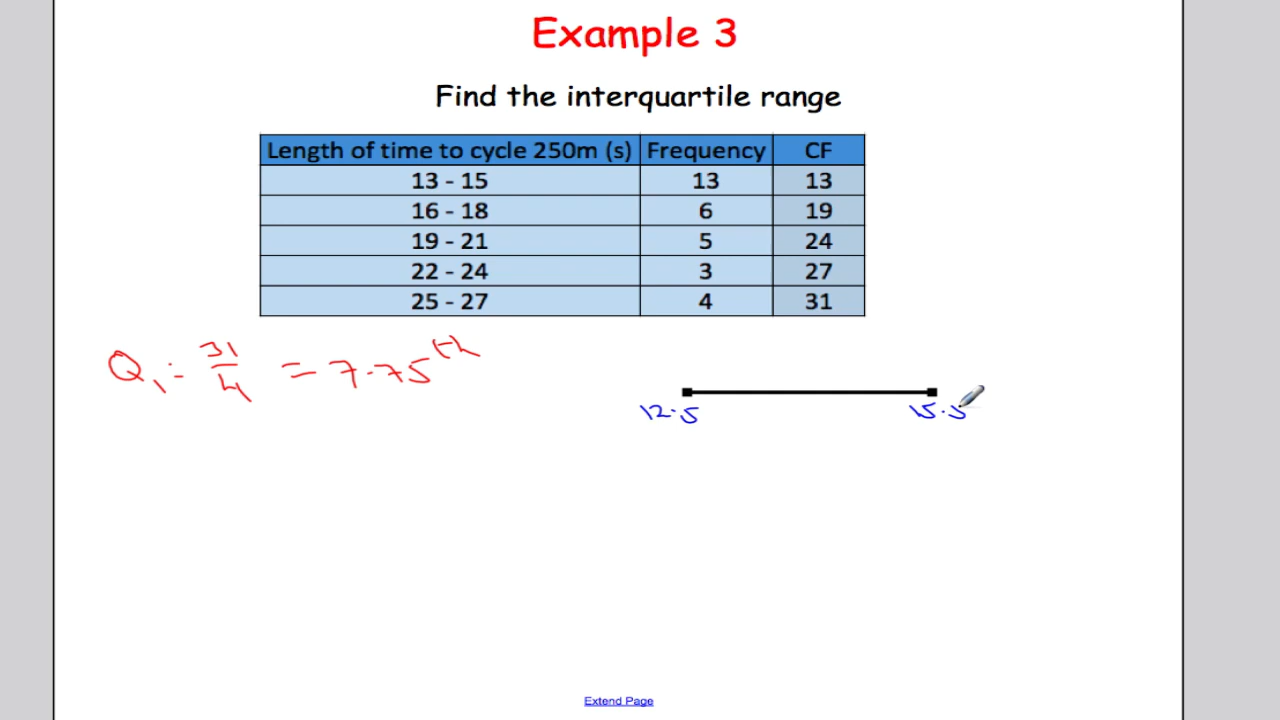 Example 3
Find the interquartile range
Length of time to cycle 250m (s) Frequency CF
13 - 15 13 13
16 - 18 6 19
19 - 21 5 24
22 - 24 3 27
25 - 27 4 31
Q₁ = 31/4 = 7.75th
12.5 15.5
Extend Page